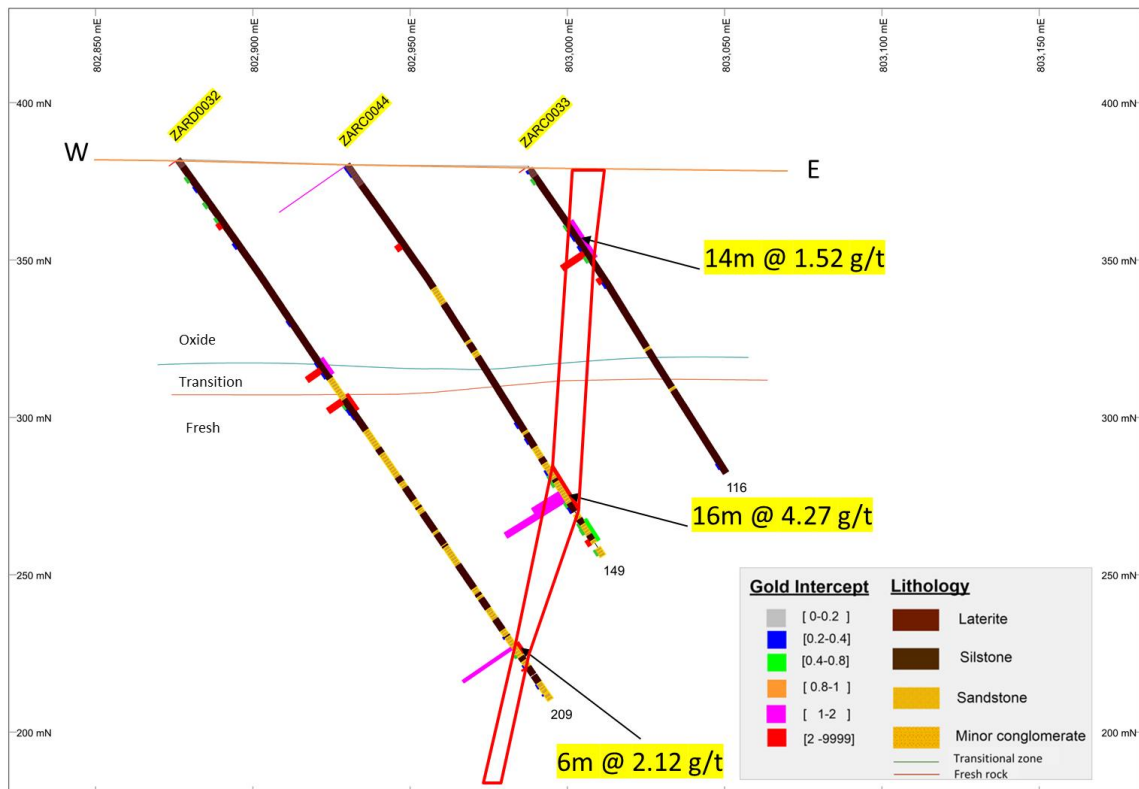 802,850 mE
802,900 mE
802,950 mE
803,000 mE
803,050 mE
803,100 mE
803,150 mE
400 mN
400 mN
ZARD0032
ZARC0044
ZARC0033
W
E
14m @ 1.52 g/t
350 mN
350 mN
Oxide
Transition
Fresh
300 mN
300 mN
116
16m @ 4.27 g/t
149
250 mN
250 mN
209
6m @ 2.12 g/t
200 mN
200 mN
Gold Intercept
[ 0-0.2 ]
[0.2-0.4]
[0.4-0.8]
[ 0.8-1 ]
[ 1-2 ]
[2 -9999]
Lithology
Laterite
Silstone
Sandstone
Minor conglomerate
Transitional zone
Fresh rock